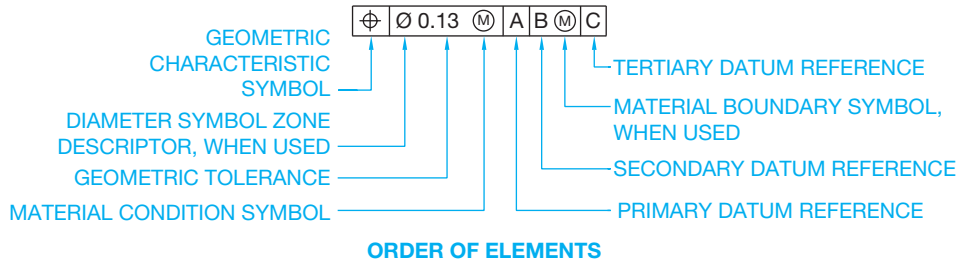 ⌖ Ø 0.13 Ⓜ A B Ⓜ C
GEOMETRIC
CHARACTERISTIC
SYMBOL
DIAMETER SYMBOL ZONE
DESCRIPTOR, WHEN USED
GEOMETRIC TOLERANCE
MATERIAL CONDITION SYMBOL
TERTIARY DATUM REFERENCE
MATERIAL BOUNDARY SYMBOL,
WHEN USED
SECONDARY DATUM REFERENCE
PRIMARY DATUM REFERENCE
ORDER OF ELEMENTS